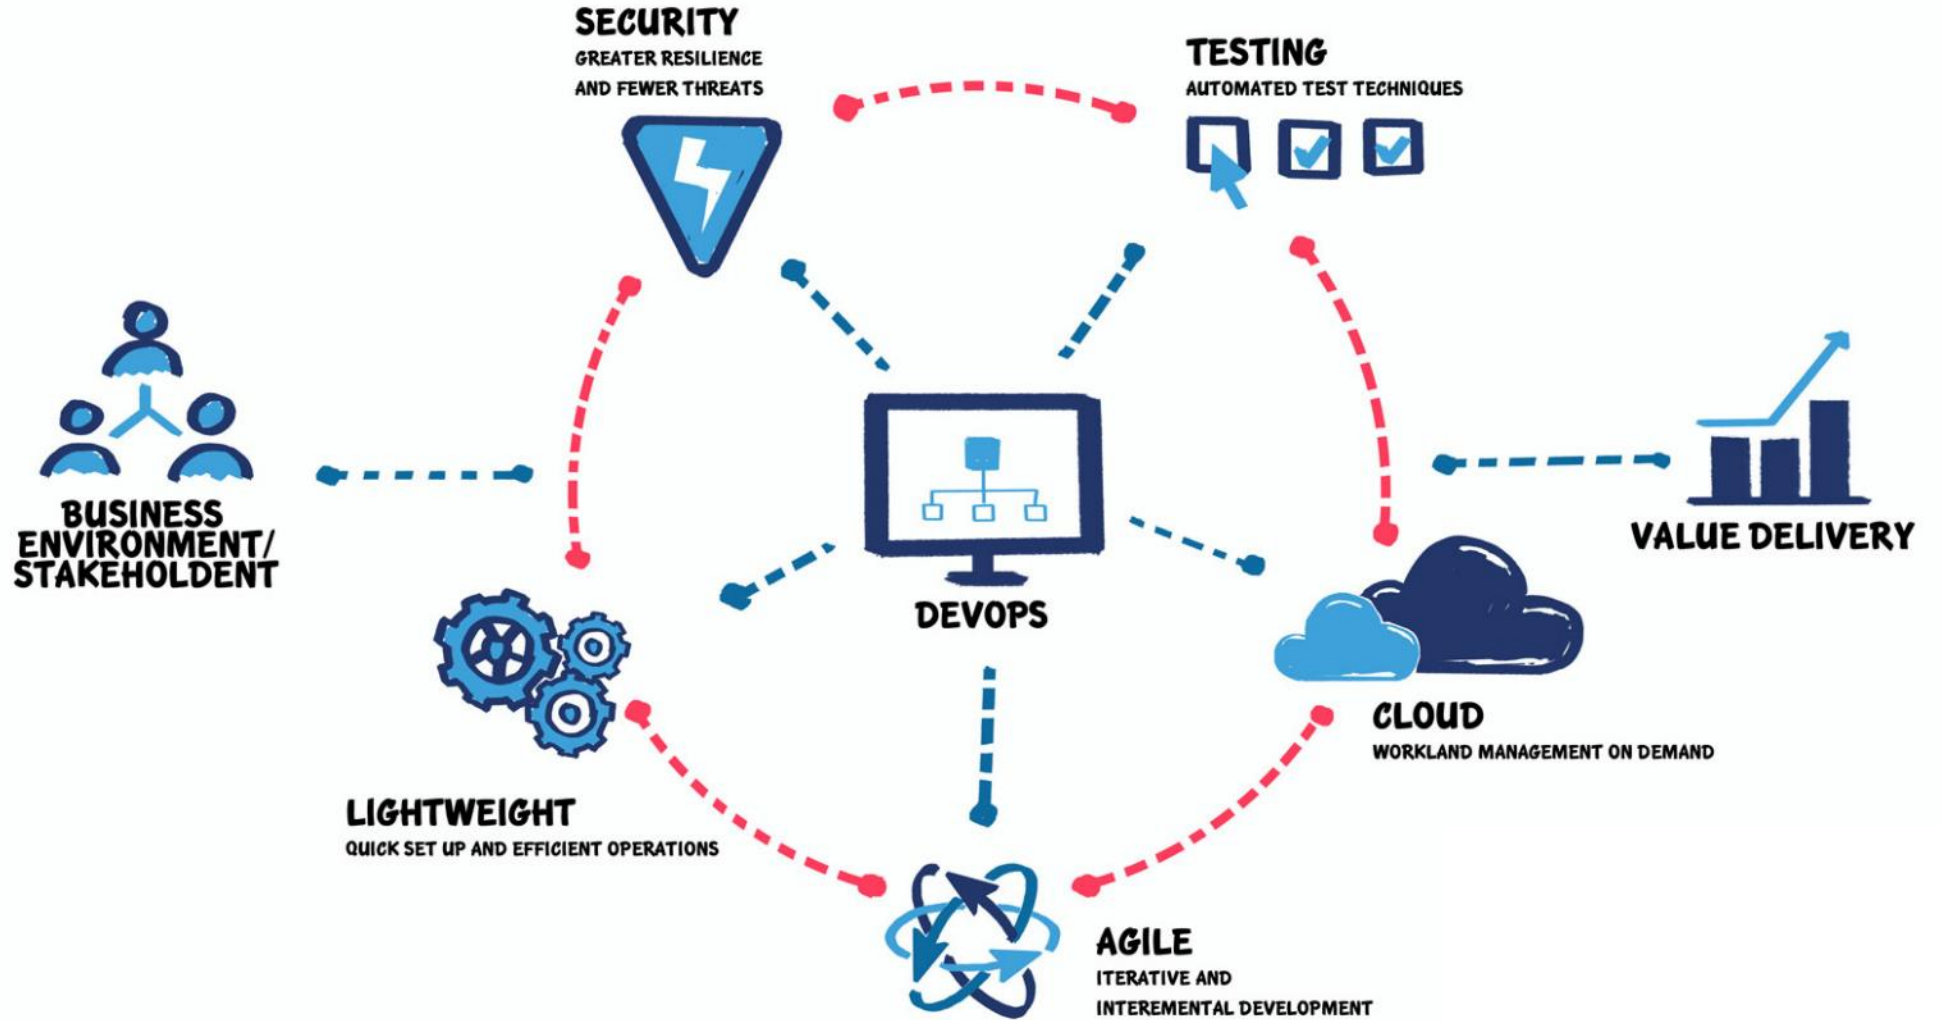 SECURITY
GREATER RESILIENCE
AND FEWER THREATS
TESTING
AUTOMATED TEST TECHNIQUES
BUSINESS
ENVIRONMENT/
STAKEHOLDENT
DEVOPS
VALUE DELIVERY
CLOUD
WORKLAND MANAGEMENT ON DEMAND
LIGHTWEIGHT
QUICK SET UP AND EFFICIENT OPERATIONS
AGILE
ITERATIVE AND
INTEREMENTAL DEVELOPMENT